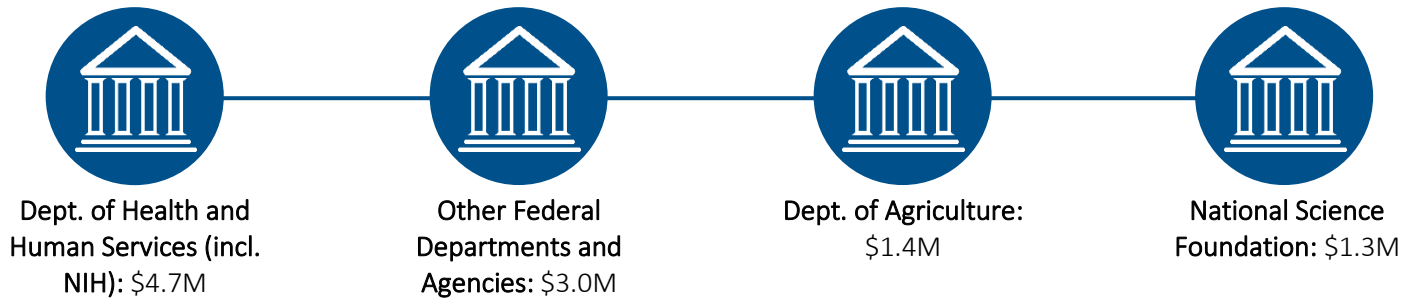 Dept. of Health and
Human Services (incl.
NIH): $4.7M
Other Federal
Departments and
Agencies: $3.0M
Dept. of Agriculture:
$1.4M
National Science
Foundation: $1.3M